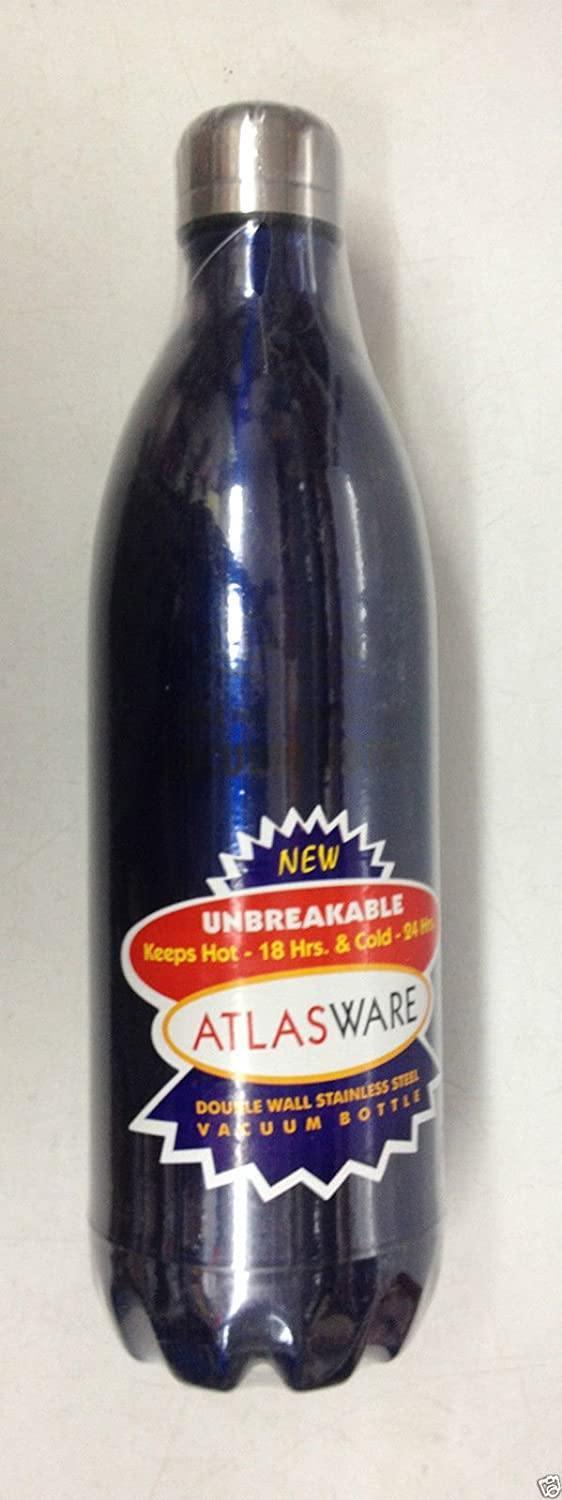 NEW
UNBREAKABLE
Keeps Hot - 18 Hrs. & Cold - 24 Hrs.
ATLASWARE
DOUBLE WALL STAINLESS STEEL
VACUUM BOTTLE